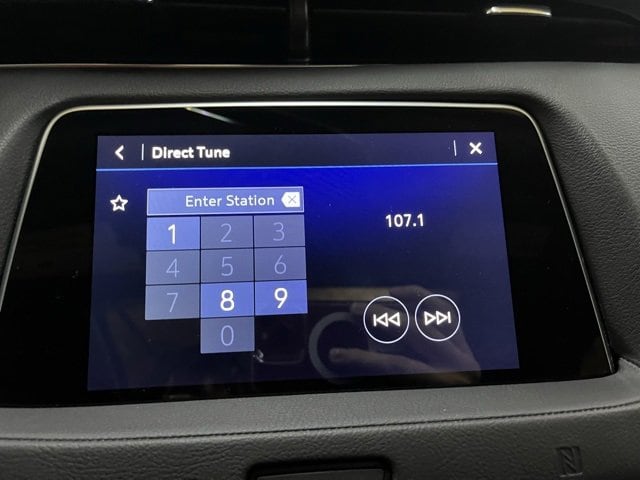 Direct Tune
Enter Station
107.1
1 2 3
4 5 6
7 8 9
0